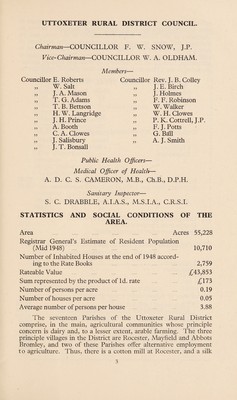 UTTOXETER RURAL DISTRICT COUNCIL.
Chairman—COUNCILLOR F. W. SNOW, J.P.
Vice-Chairman—COUNCILLOR W. A. OLDHAM.
Members—
Councillor E. Roberts Councillor Rev. J. B. Colley
„ W. Salt „ J. E. Birch
„ J. A. Mason „ J. Holmes
„ T. G. Adams „ F. F. Robinson
„ T. B. Bettson „ W. Walker
„ H. W. Langridge „ W. H. Clowes
„ J. H. Prince „ P. K. Cottrell, J.P.
„ A. Booth „ F. J. Potts
„ C. A. Clowes „ G. Ball
„ J. Salisbury „ A. J. Smith
„ J. T. Bonsall
Public Health Officers—
Medical Officer of Health—
A. D. C. S. CAMERON, M.B., Ch.B., D.P.H.
Sanitary Inspector—
S. C. DRABBLE, A.I.A.S., M.S.I.A., C.R.S.I.
STATISTICS AND SOCIAL CONDITIONS OF THE
AREA.
Area Acres 55,228
Registrar General's Estimate of Resident Population
(Mid 1948) 10,710
Number of Inhabited Houses at the end of 1948 accord-
ing to the Rate Books 2,759
Rateable Value £43,853
Sum represented by the product of 1d. rate £173
Number of persons per acre 0.19
Number of houses per acre 0.05
Average number of persons per house 3.88
The seventeen Parishes of the Uttoxeter Rural District
comprise, in the main, agricultural communities whose principle
concern is dairy and, to a lesser extent, arable farming. The three
principle villages in the District are Rocester, Mayfield and Abbots
Bromley, and two of these Parishes offer alternative employment
to agriculture. Thus, there is a cotton mill at Rocester, and a silk
3